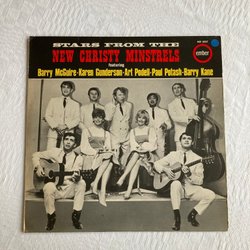 STARS FROM THE
NEW CHRISTY MINSTRELS
featuring
Barry McGuire-Karen Gunderson-Art Podell-Paul Potash-Barry Kane
ember